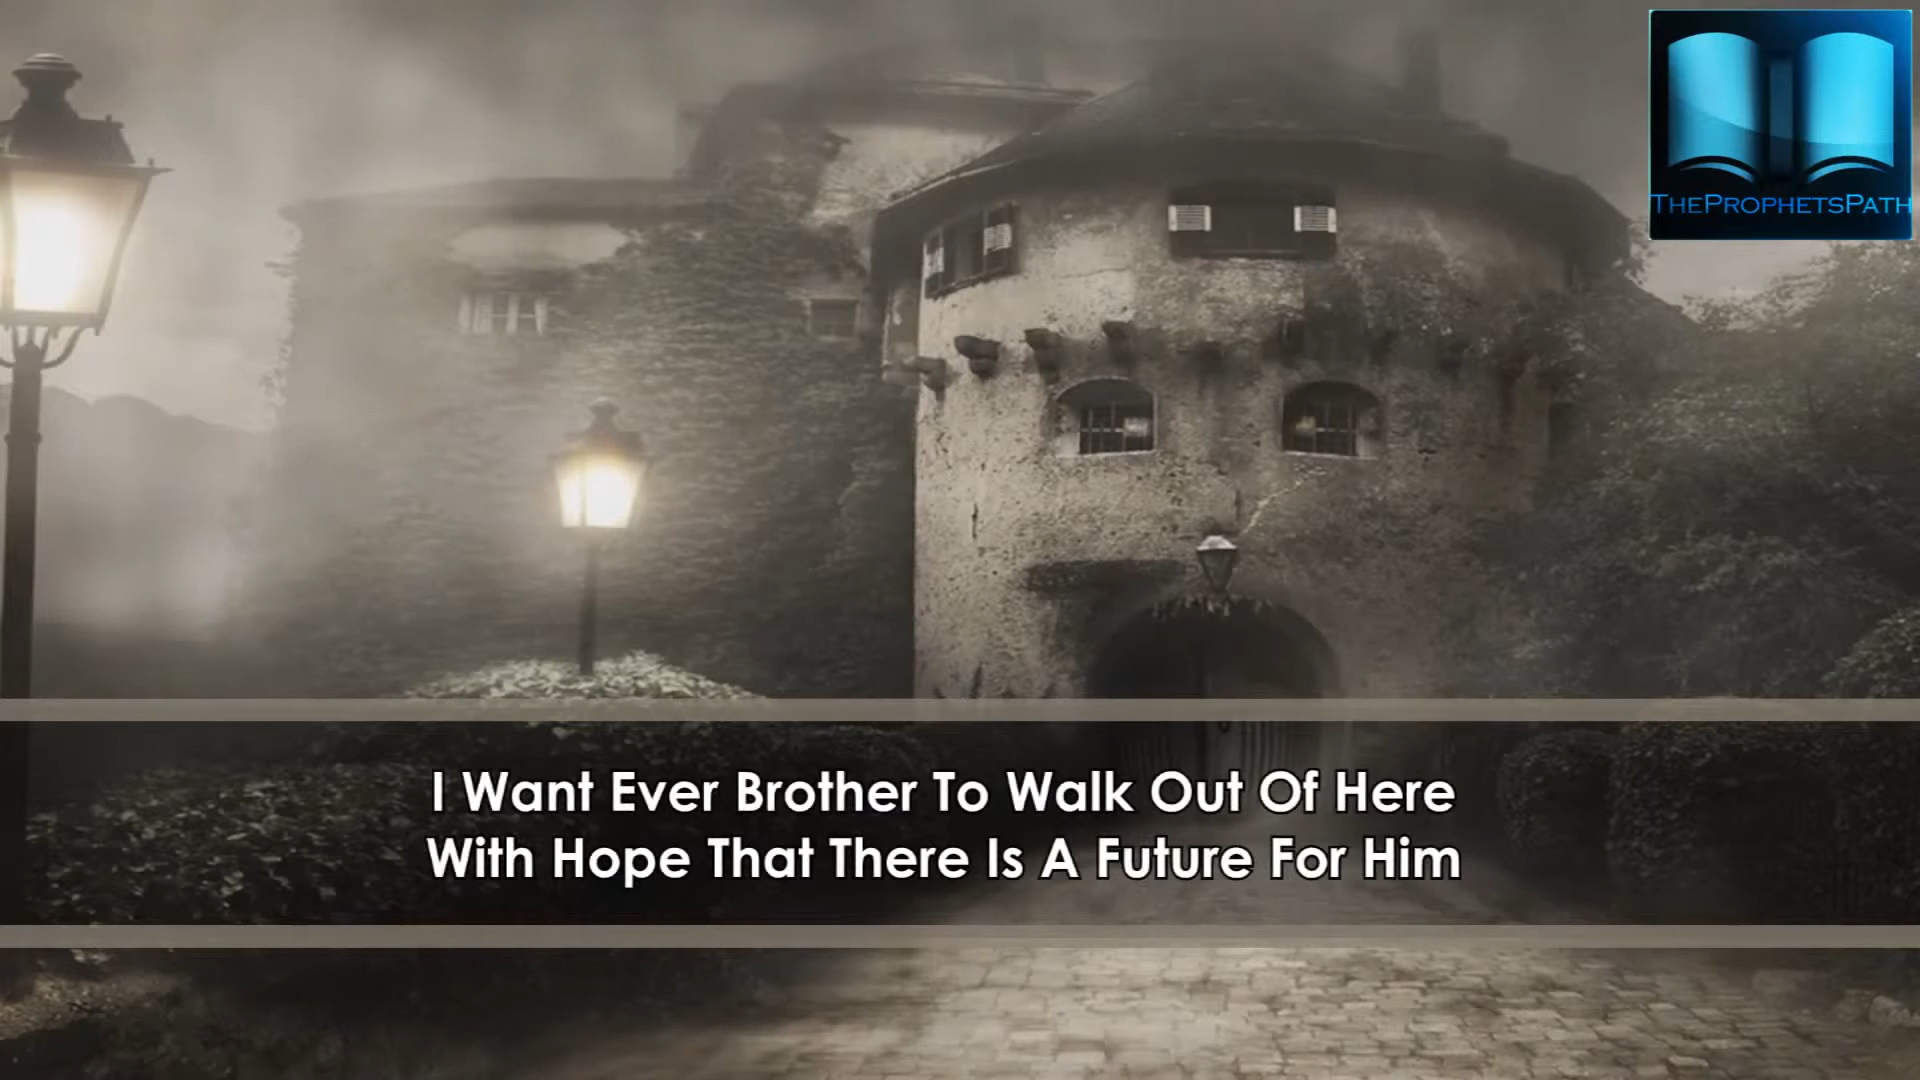 TheProphetsPath
I Want Ever Brother To Walk Out Of Here
With Hope That There Is A Future For Him